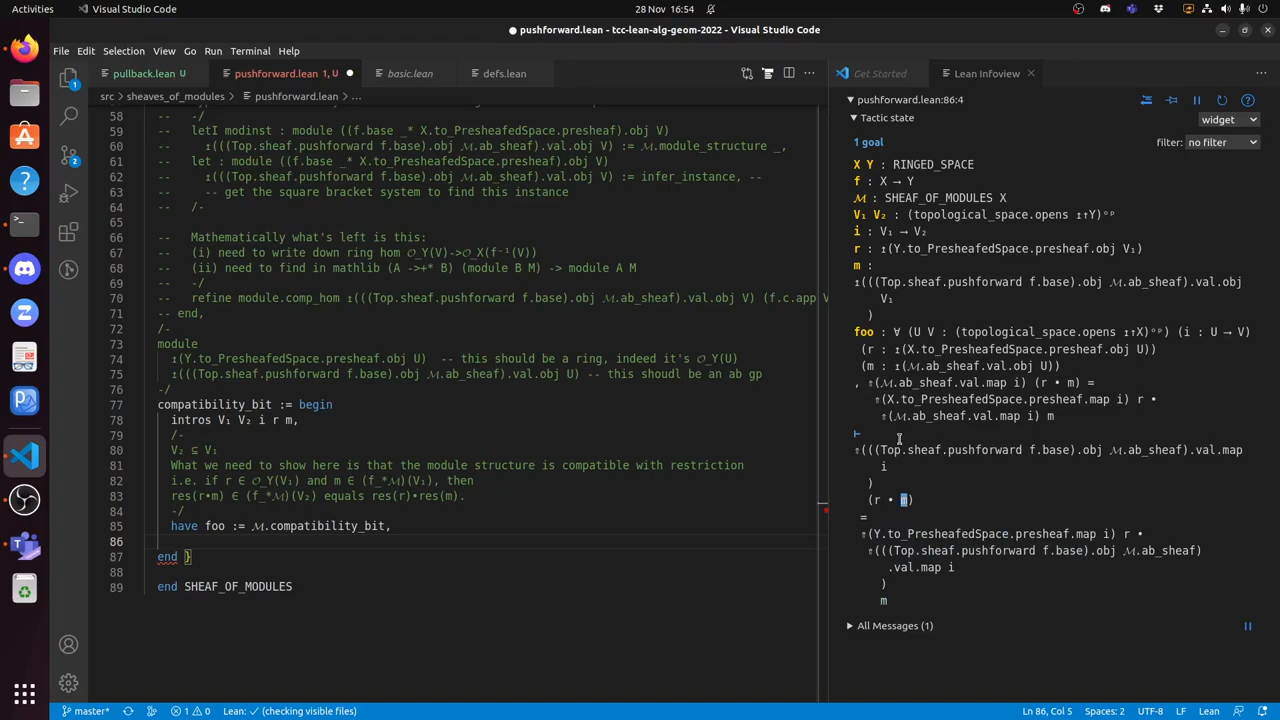 Activities
Visual Studio Code
28 Nov 16:54
● pushforward.lean - tcc-lean-alg-geom-2022 - Visual Studio Code
File Edit Selection View Go Run Terminal Help
pullback.lean U
pushforward.lean 1, U ●
basic.lean
defs.lean
Get Started
Lean Infoview
src > sheaves_of_modules > pushforward.lean > ...
58 -- -/
59 -- letI modinst : module ((f.base _* X.to_PresheafedSpace.presheaf).obj V)
60 -- ↥(((Top.sheaf.pushforward f.base).obj 𝓜.ab_sheaf).val.obj V) := 𝓜.module_structure _,
61 -- let : module ((f.base _* X.to_PresheafedSpace.presheaf).obj V)
62 -- ↥(((Top.sheaf.pushforward f.base).obj 𝓜.ab_sheaf).val.obj V) := infer_instance, --
63 -- -- get the square bracket system to find this instance
64 -- /-
65
66 -- Mathematically what's left is this:
67 -- (i) need to write down ring hom 𝒪_Y(V)->𝒪_X(f⁻¹(V))
68 -- (ii) need to find in mathlib (A ->+* B) (module B M) -> module A M
69 -- -/
70 -- refine module.comp_hom ↥(((Top.sheaf.pushforward f.base).obj 𝓜.ab_sheaf).val.obj V) (f.c.app V
71 -- end,
72 /-
73 module
74 ↥(Y.to_PresheafedSpace.presheaf.obj U) -- this should be a ring, indeed it's 𝒪_Y(U)
75 ↥(((Top.sheaf.pushforward f.base).obj 𝓜.ab_sheaf).val.obj U) -- this shoudl be an ab gp
76 -/
77 compatibility_bit := begin
78 intros V₁ V₂ i r m,
79 /-
80 V₂ ⊆ V₁
81 What we need to show here is that the module structure is compatible with restriction
82 i.e. if r ∈ 𝒪_Y(V₁) and m ∈ (f_*𝓜)(V₁), then
83 res(r•m) ∈ (f_*𝓜)(V₂) equals res(r)•res(m).
84 -/
85 have foo := 𝓜.compatibility_bit,
86
87 end }
88
89 end SHEAF_OF_MODULES
pushforward.lean:86:4
Tactic state
widget
1 goal
filter: no filter
X Y : RINGED_SPACE
f : X ⟶ Y
𝓜 : SHEAF_OF_MODULES X
V₁ V₂ : (topological_space.opens ↥↑Y)ᵒᵖ
i : V₁ ⟶ V₂
r : ↥(Y.to_PresheafedSpace.presheaf.obj V₁)
m :
↥(((Top.sheaf.pushforward f.base).obj 𝓜.ab_sheaf).val.obj
V₁
)
foo : ∀ (U V : (topological_space.opens ↥↑X)ᵒᵖ) (i : U ⟶ V)
(r : ↥(X.to_PresheafedSpace.presheaf.obj U))
(m : ↥(𝓜.ab_sheaf.val.obj U))
, ⇑(𝓜.ab_sheaf.val.map i) (r • m) =
⇑(X.to_PresheafedSpace.presheaf.map i) r •
⇑(𝓜.ab_sheaf.val.map i) m
⊢
⇑(((Top.sheaf.pushforward f.base).obj 𝓜.ab_sheaf).val.map
i
)
(r • m)
=
⇑(Y.to_PresheafedSpace.presheaf.map i) r •
⇑(((Top.sheaf.pushforward f.base).obj 𝓜.ab_sheaf)
.val.map i
)
m
All Messages (1)
master*
1 0
Lean: (checking visible files)
Ln 86, Col 5
Spaces: 2
UTF-8
LF
Lean